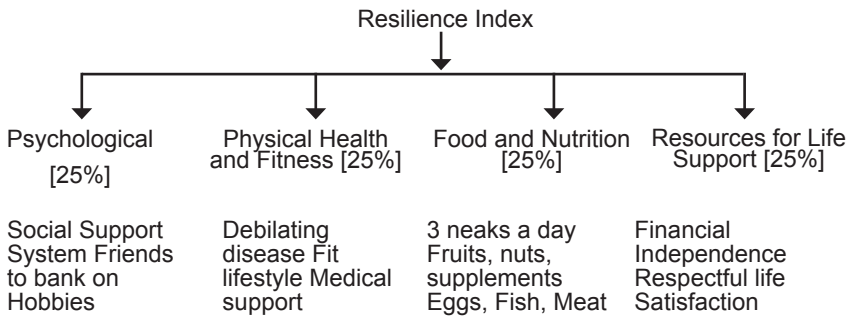 Resilience Index
Psychological
[25%]
Physical Health
and Fitness [25%]
Food and Nutrition
[25%]
Resources for Life
Support [25%]
Social Support
System Friends
to bank on
Hobbies
Debilating
disease Fit
lifestyle Medical
support
3 neaks a day
Fruits, nuts,
supplements
Eggs, Fish, Meat
Financial
Independence
Respectful life
Satisfaction